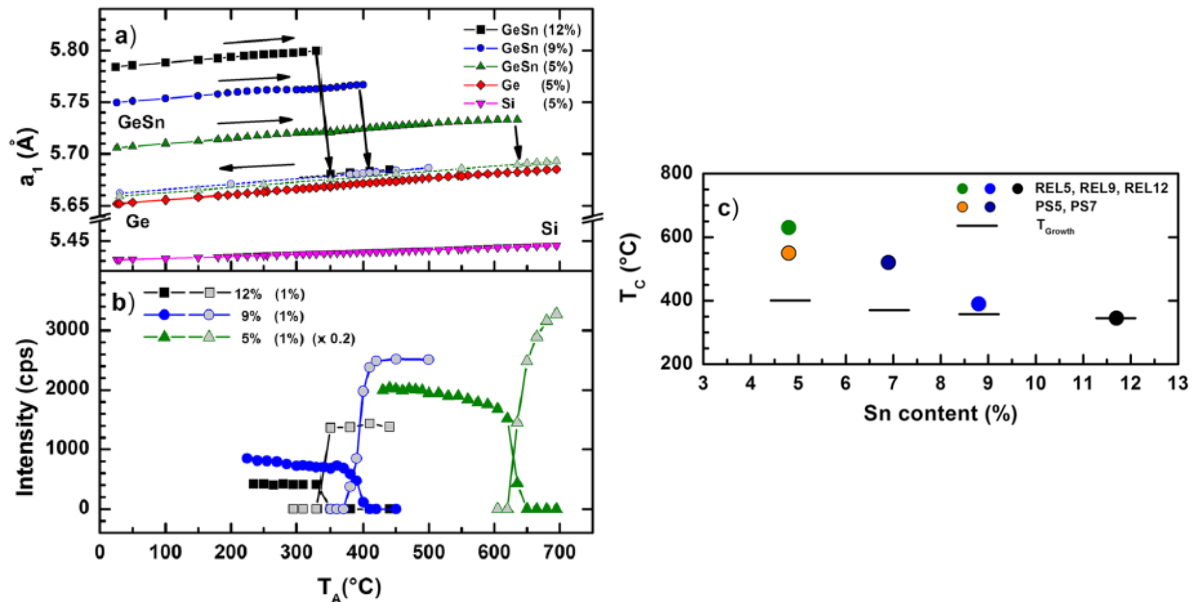 a)
GeSn (12%)
GeSn (9%)
GeSn (5%)
Ge (5%)
Si (5%)
5.80
5.75
5.70
5.65
5.45
a1 (Å)
GeSn
Ge
Si
b)
12% (1%)
9% (1%)
5% (1%) (x 0.2)
3000
2000
1000
0
Intensity (cps)
0 100 200 300 400 500 600 700
TA(°C)
c)
REL5, REL9, REL12
PS5, PS7
TGrowth
800
600
400
200
TC (°C)
3 4 5 6 7 8 9 10 11 12 13
Sn content (%)